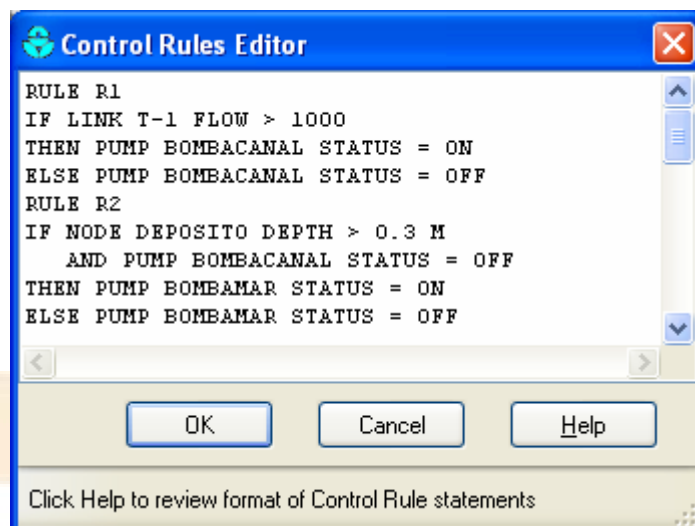 Control Rules Editor
RULE R1
IF LINK T-1 FLOW > 1000
THEN PUMP BOMBACANAL STATUS = ON
ELSE PUMP BOMBACANAL STATUS = OFF
RULE R2
IF NODE DEPOSITO DEPTH > 0.3 M
   AND PUMP BOMBACANAL STATUS = OFF
THEN PUMP BOMBAMAR STATUS = ON
ELSE PUMP BOMBAMAR STATUS = OFF
OK Cancel Help
Click Help to review format of Control Rule statements